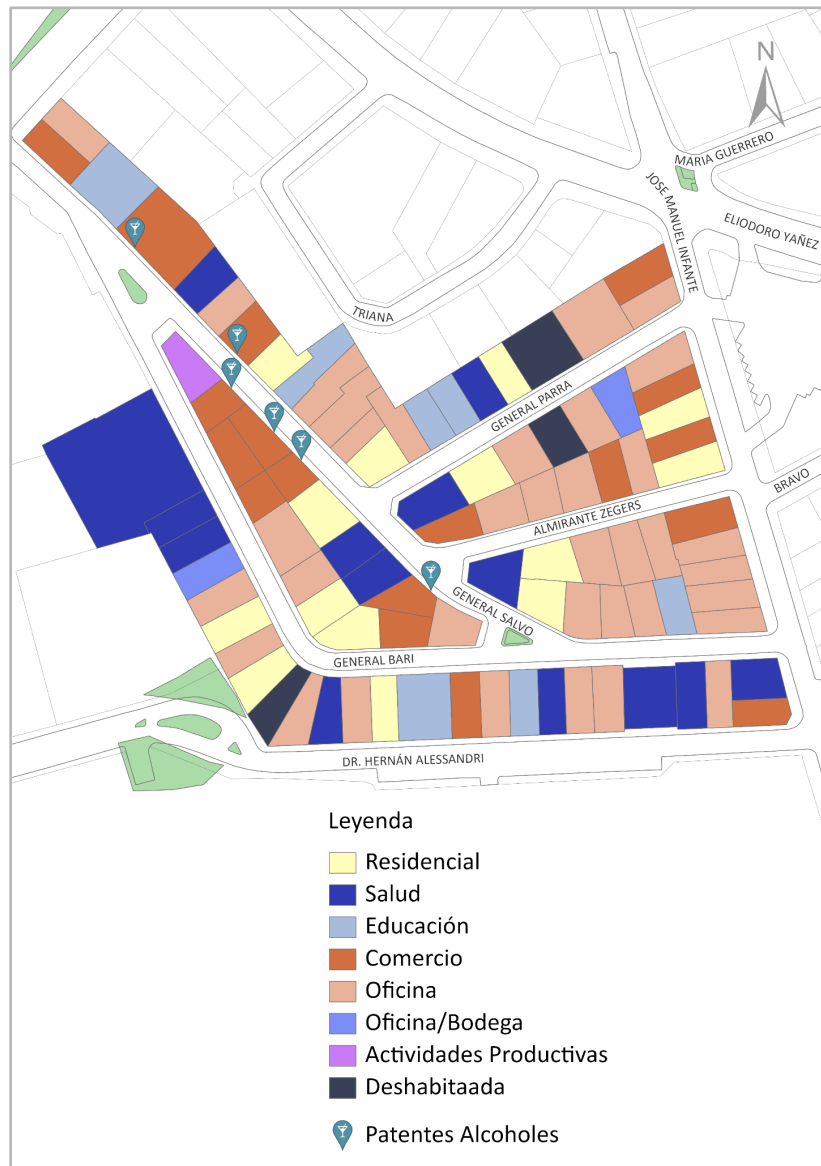 N
MARIA GUERRERO
JOSE MANUEL INFANTE
ELIODORO YAÑEZ
TRIANA
GENERAL PARRA
BRAVO
ALMIRANTE ZEGERS
GENERAL SALVO
GENERAL BARI
DR. HERNÁN ALESSANDRI
Leyenda
Residencial
Salud
Educación
Comercio
Oficina
Oficina/Bodega
Actividades Productivas
Deshabitaada
Patentes Alcoholes